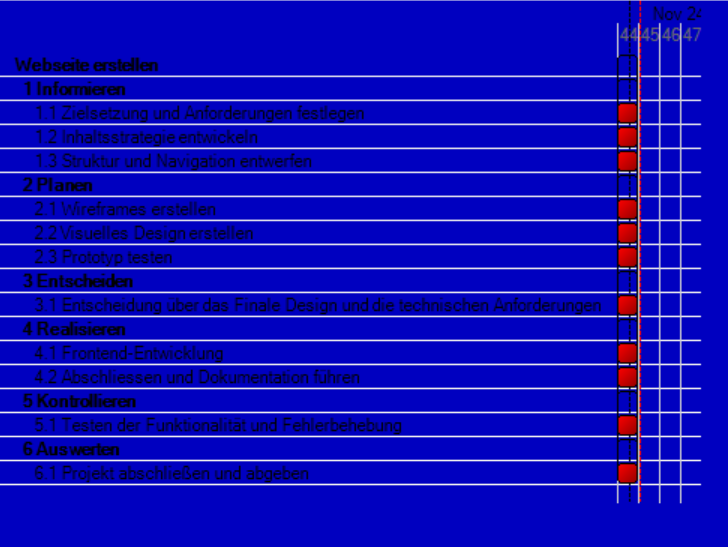 Nov 24
44 45 46 47
Webseite erstellen
1 Informieren
1.1 Zielsetzung und Anforderungen festlegen
1.2 Inhaltsstrategie entwickeln
1.3 Struktur und Navigation entwerfen
2 Planen
2.1 Wireframes erstellen
2.2 Visuelles Design erstellen
2.3 Prototyp testen
3 Entscheiden
3.1 Entscheidung über das Finale Design und die technischen Anforderungen
4 Realisieren
4.1 Frontend-Entwicklung
4.2 Abschliessen und Dokumentation führen
5 Kontrollieren
5.1 Testen der Funktionalität und Fehlerbehebung
6 Auswerten
6.1 Projekt abschließen und abgeben